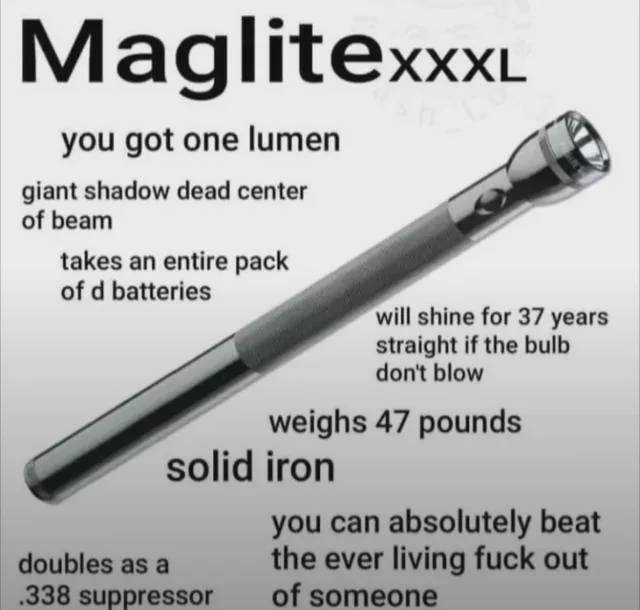 MagliteXXXL
you got one lumen
giant shadow dead center
of beam
takes an entire pack
of d batteries
will shine for 37 years
straight if the bulb
don't blow
weighs 47 pounds
solid iron
you can absolutely beat
the ever living fuck out
of someone
doubles as a
.338 suppressor